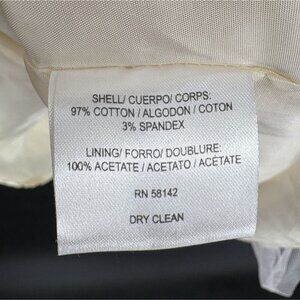 SHELL/ CUERPO/ CORPS:
97% COTTON / ALGODON / COTON
3% SPANDEX
LINING/ FORRO/ DOUBLURE:
100% ACETATE / ACETATO / ACÉTATE
RN 58142
DRY CLEAN